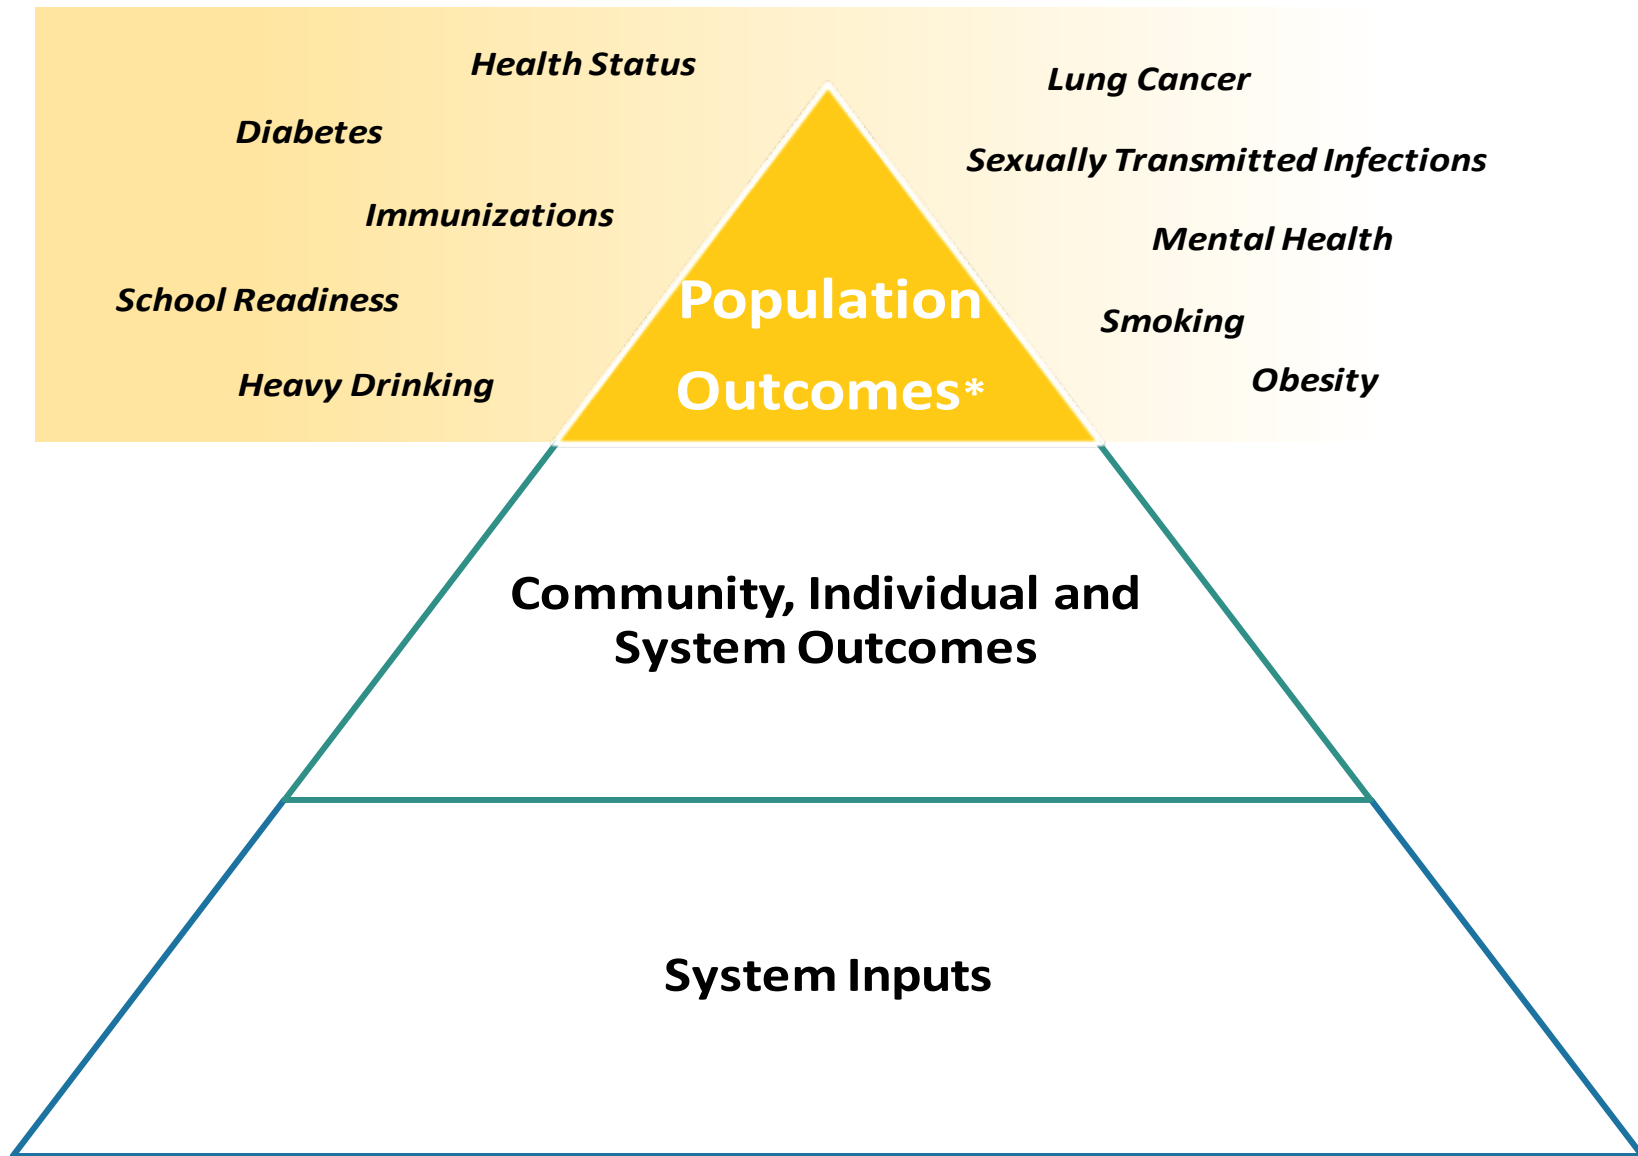 Health Status
Diabetes
Immunizations
School Readiness
Heavy Drinking
Lung Cancer
Sexually Transmitted Infections
Mental Health
Smoking
Obesity
Population
Outcomes*
Community, Individual and
System Outcomes
System Inputs